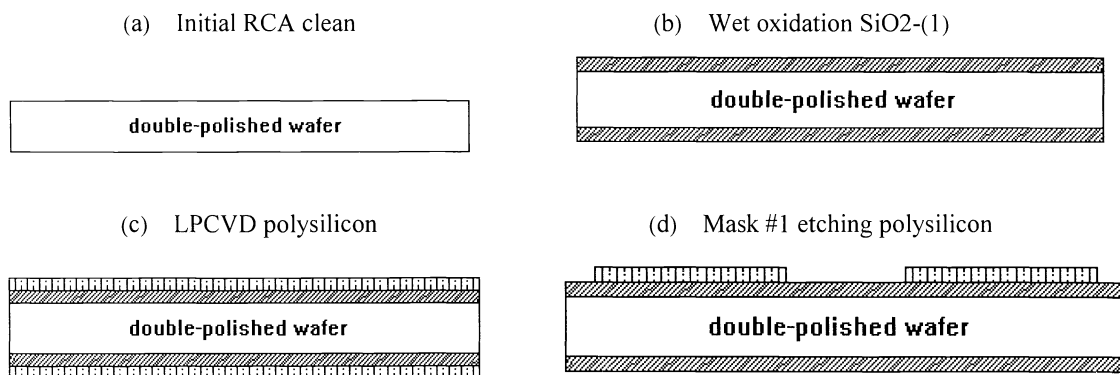 (a) Initial RCA clean
(b) Wet oxidation SiO2-(1)
double-polished wafer
double-polished wafer
(c) LPCVD polysilicon
(d) Mask #1 etching polysilicon
double-polished wafer
double-polished wafer